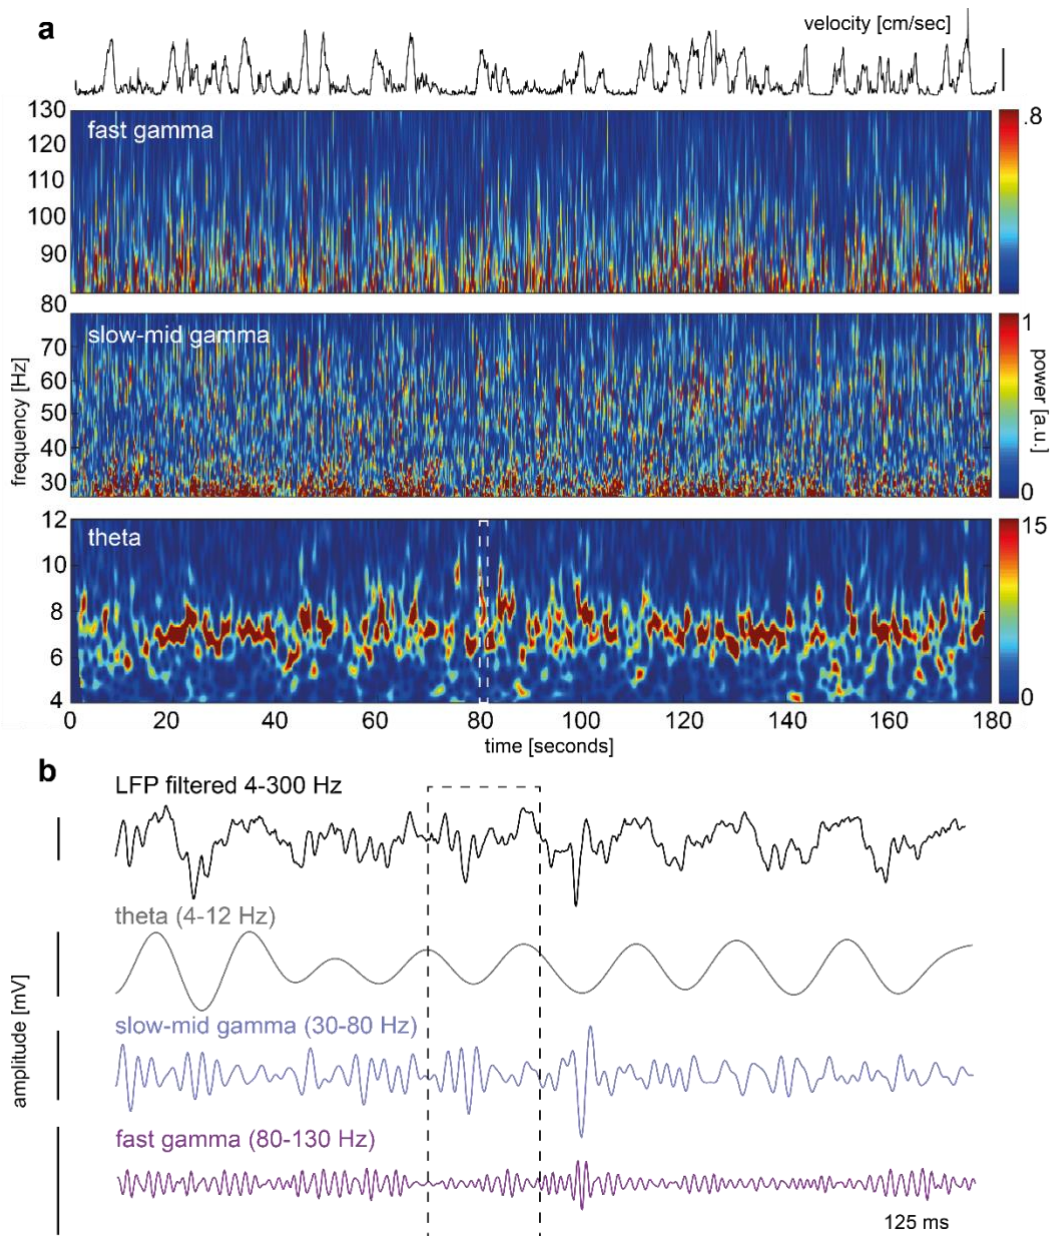 a
velocity [cm/sec]
130
fast gamma
.8
120
110
100
90
80
slow-mid gamma
1
70
60
50
40
30
frequency [Hz]
power [a.u.]
0
12
theta
15
10
8
6
4
0
0 20 40 60 80 100 120 140 160 180
time [seconds]
b
LFP filtered 4-300 Hz
theta (4-12 Hz)
slow-mid gamma (30-80 Hz)
amplitude [mV]
fast gamma (80-130 Hz)
125 ms